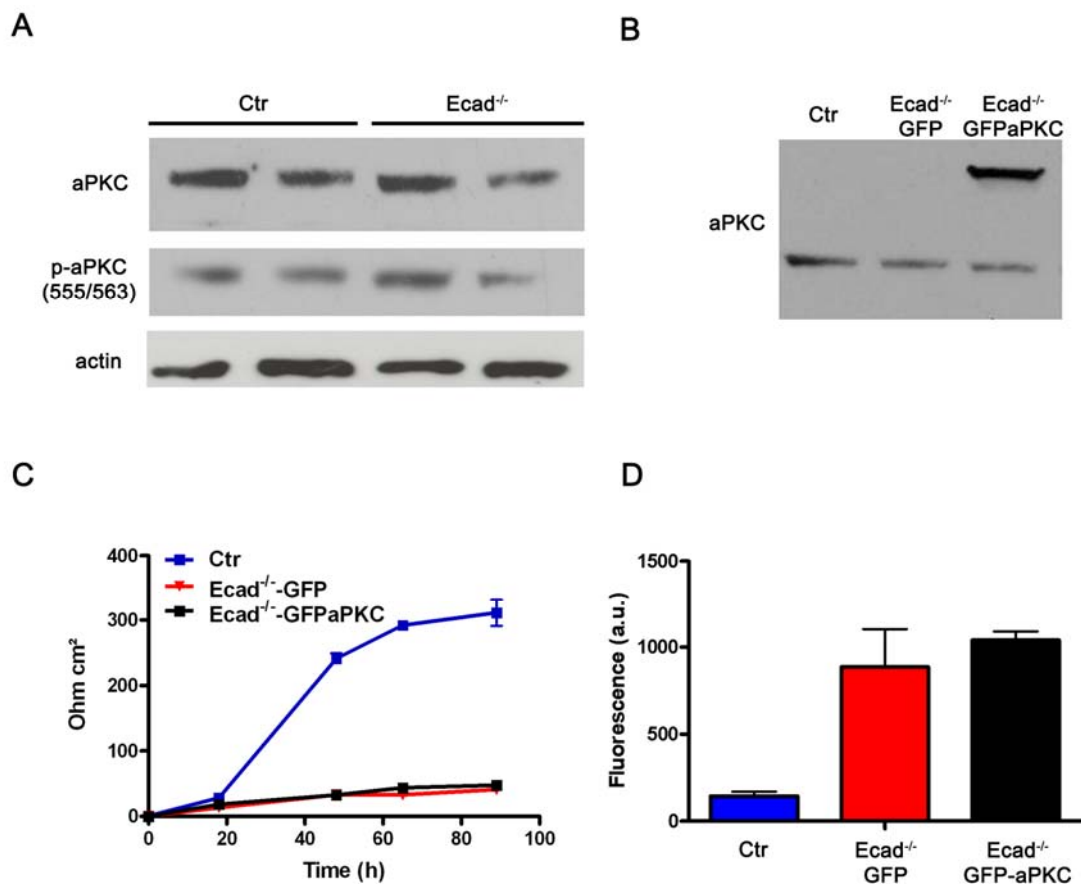 A
Ctr
Ecad-/-
aPKC
p-aPKC
(555/563)
actin
B
Ctr
Ecad-/-
GFP
Ecad-/-
GFPaPKC
aPKC
C
Ctr
Ecad-/--GFP
Ecad-/--GFPaPKC
400
300
200
100
0
Ohm cm²
0
20
40
60
80
100
Time (h)
D
1500
1000
500
0
Fluorescence (a.u.)
Ctr
Ecad-/-
GFP
Ecad-/-
GFP-aPKC